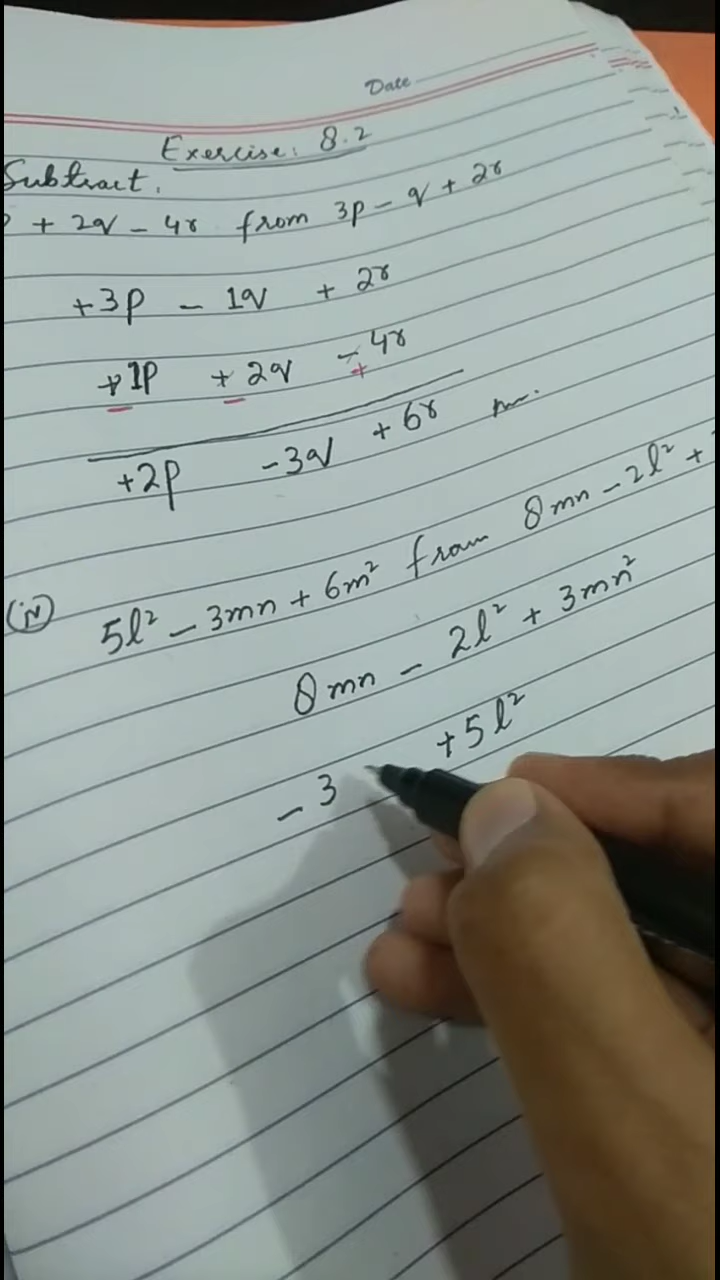 Date
Exercise: 8.2
Subtract.
+ 2q - 4r from 3p - q + 2r
+3p - 1q + 2r
+1p + 2q - 4r
- - +
+2p - 3q + 6r
(iv) 5l² - 3mn + 6m² from 8mn - 2l² +
8mn - 2l² + 3mn²
- 3 + 5l²